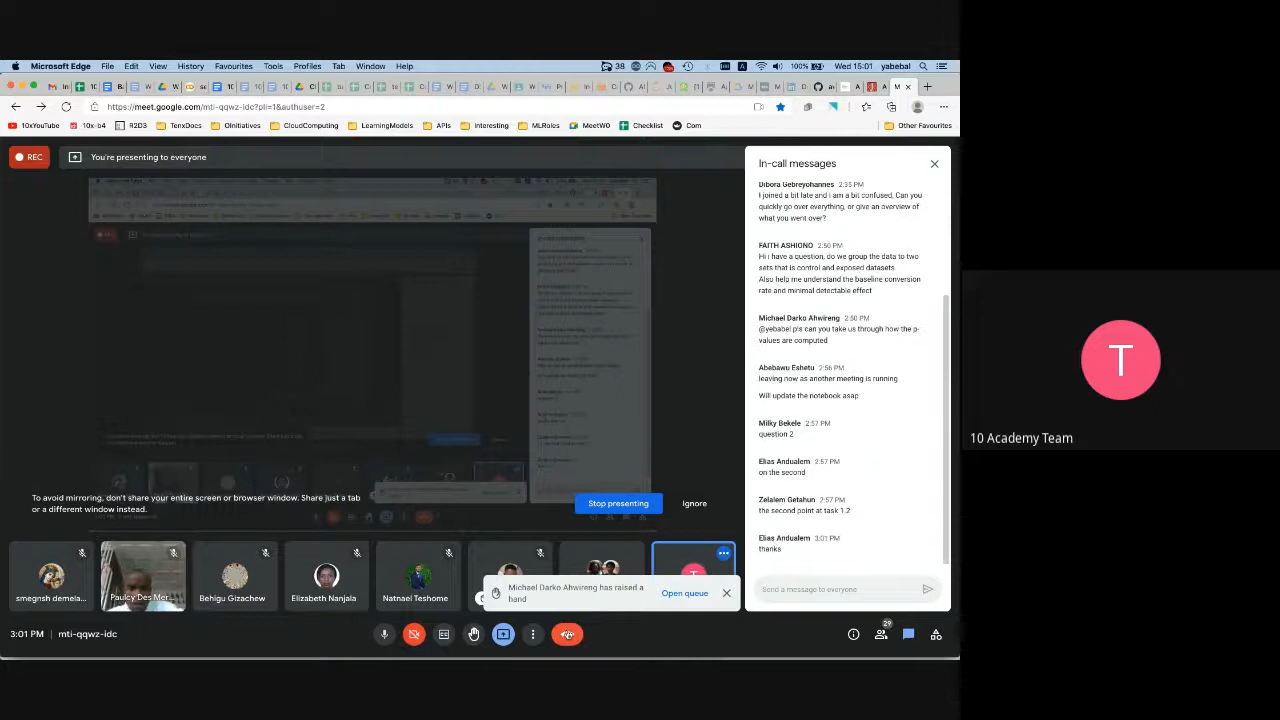 Microsoft Edge File Edit View History Favourites Tools Profiles Tab Window Help
38 100% Wed 15-01 yabebal
https://meet.google.com/mti-qqwz-idc?pli=1&authuser=2
10xYouTube 10x-b4 R2D3 TenxDocs OInitiatives CloudComputing LearningModels APIs Interesting MLRoles MeetW0 Checklist Com Other Favourites
REC
You're presenting to everyone
In-call messages
Dibora Gebreyohannes 2:35 PM
I joined a bit late and i am a bit confused, Can you
quickly go over everything, or give an overview of
what you went over?
FAITH ASHIONO 2:50 PM
Hi i have a question, do we group the data to two
sets that is control and exposed datasets
Also help me understand the baseline conversion
rate and minimal detectable effect
Michael Darko Ahwireng 2:50 PM
@yebabel pls can you take us through how the p-
values are computed
Abebawu Eshetu 2:56 PM
leaving now as another meeting is running
Will update the notebook asap
Milky Bekele 2:57 PM
question 2
Elias Andualem 2:57 PM
on the second
Zelalem Getahun 2:57 PM
the second point at task 1.2
Elias Andualem 3:01 PM
thanks
Send a message to everyone
To avoid mirroring, don't share your entire screen or browser window. Share just a tab
or a different window instead.
Stop presenting
Ignore
smegnsh demela...
Paulcy Des Mer...
Behigu Gizachew
Elizabeth Nanjala
Natnael Teshome
Michael Darko Ahwireng has raised a
hand
Open queue
3:01 PM mti-qqwz-idc
29
T
10 Academy Team